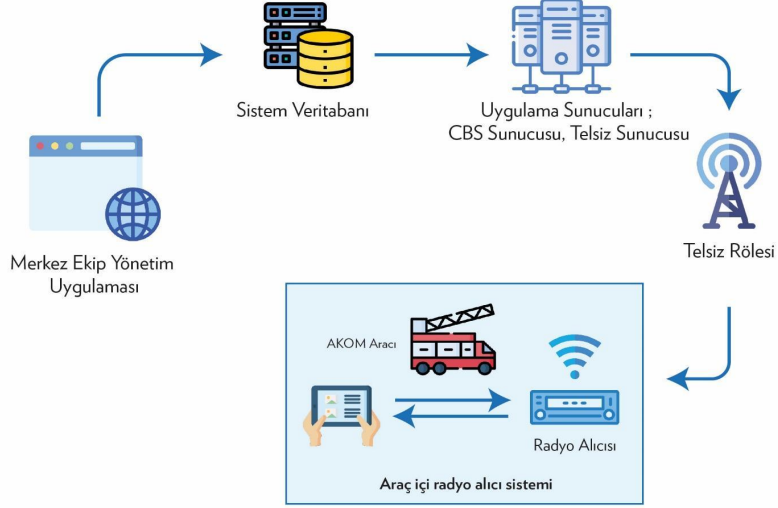 Sistem Veritabanı
Uygulama Sunucuları ;
CBS Sunucusu, Telsiz Sunucusu
Merkez Ekip Yönetim
Uygulaması
Telsiz Rölesi
AKOM Aracı
Radyo Alıcısı
Araç içi radyo alıcı sistemi